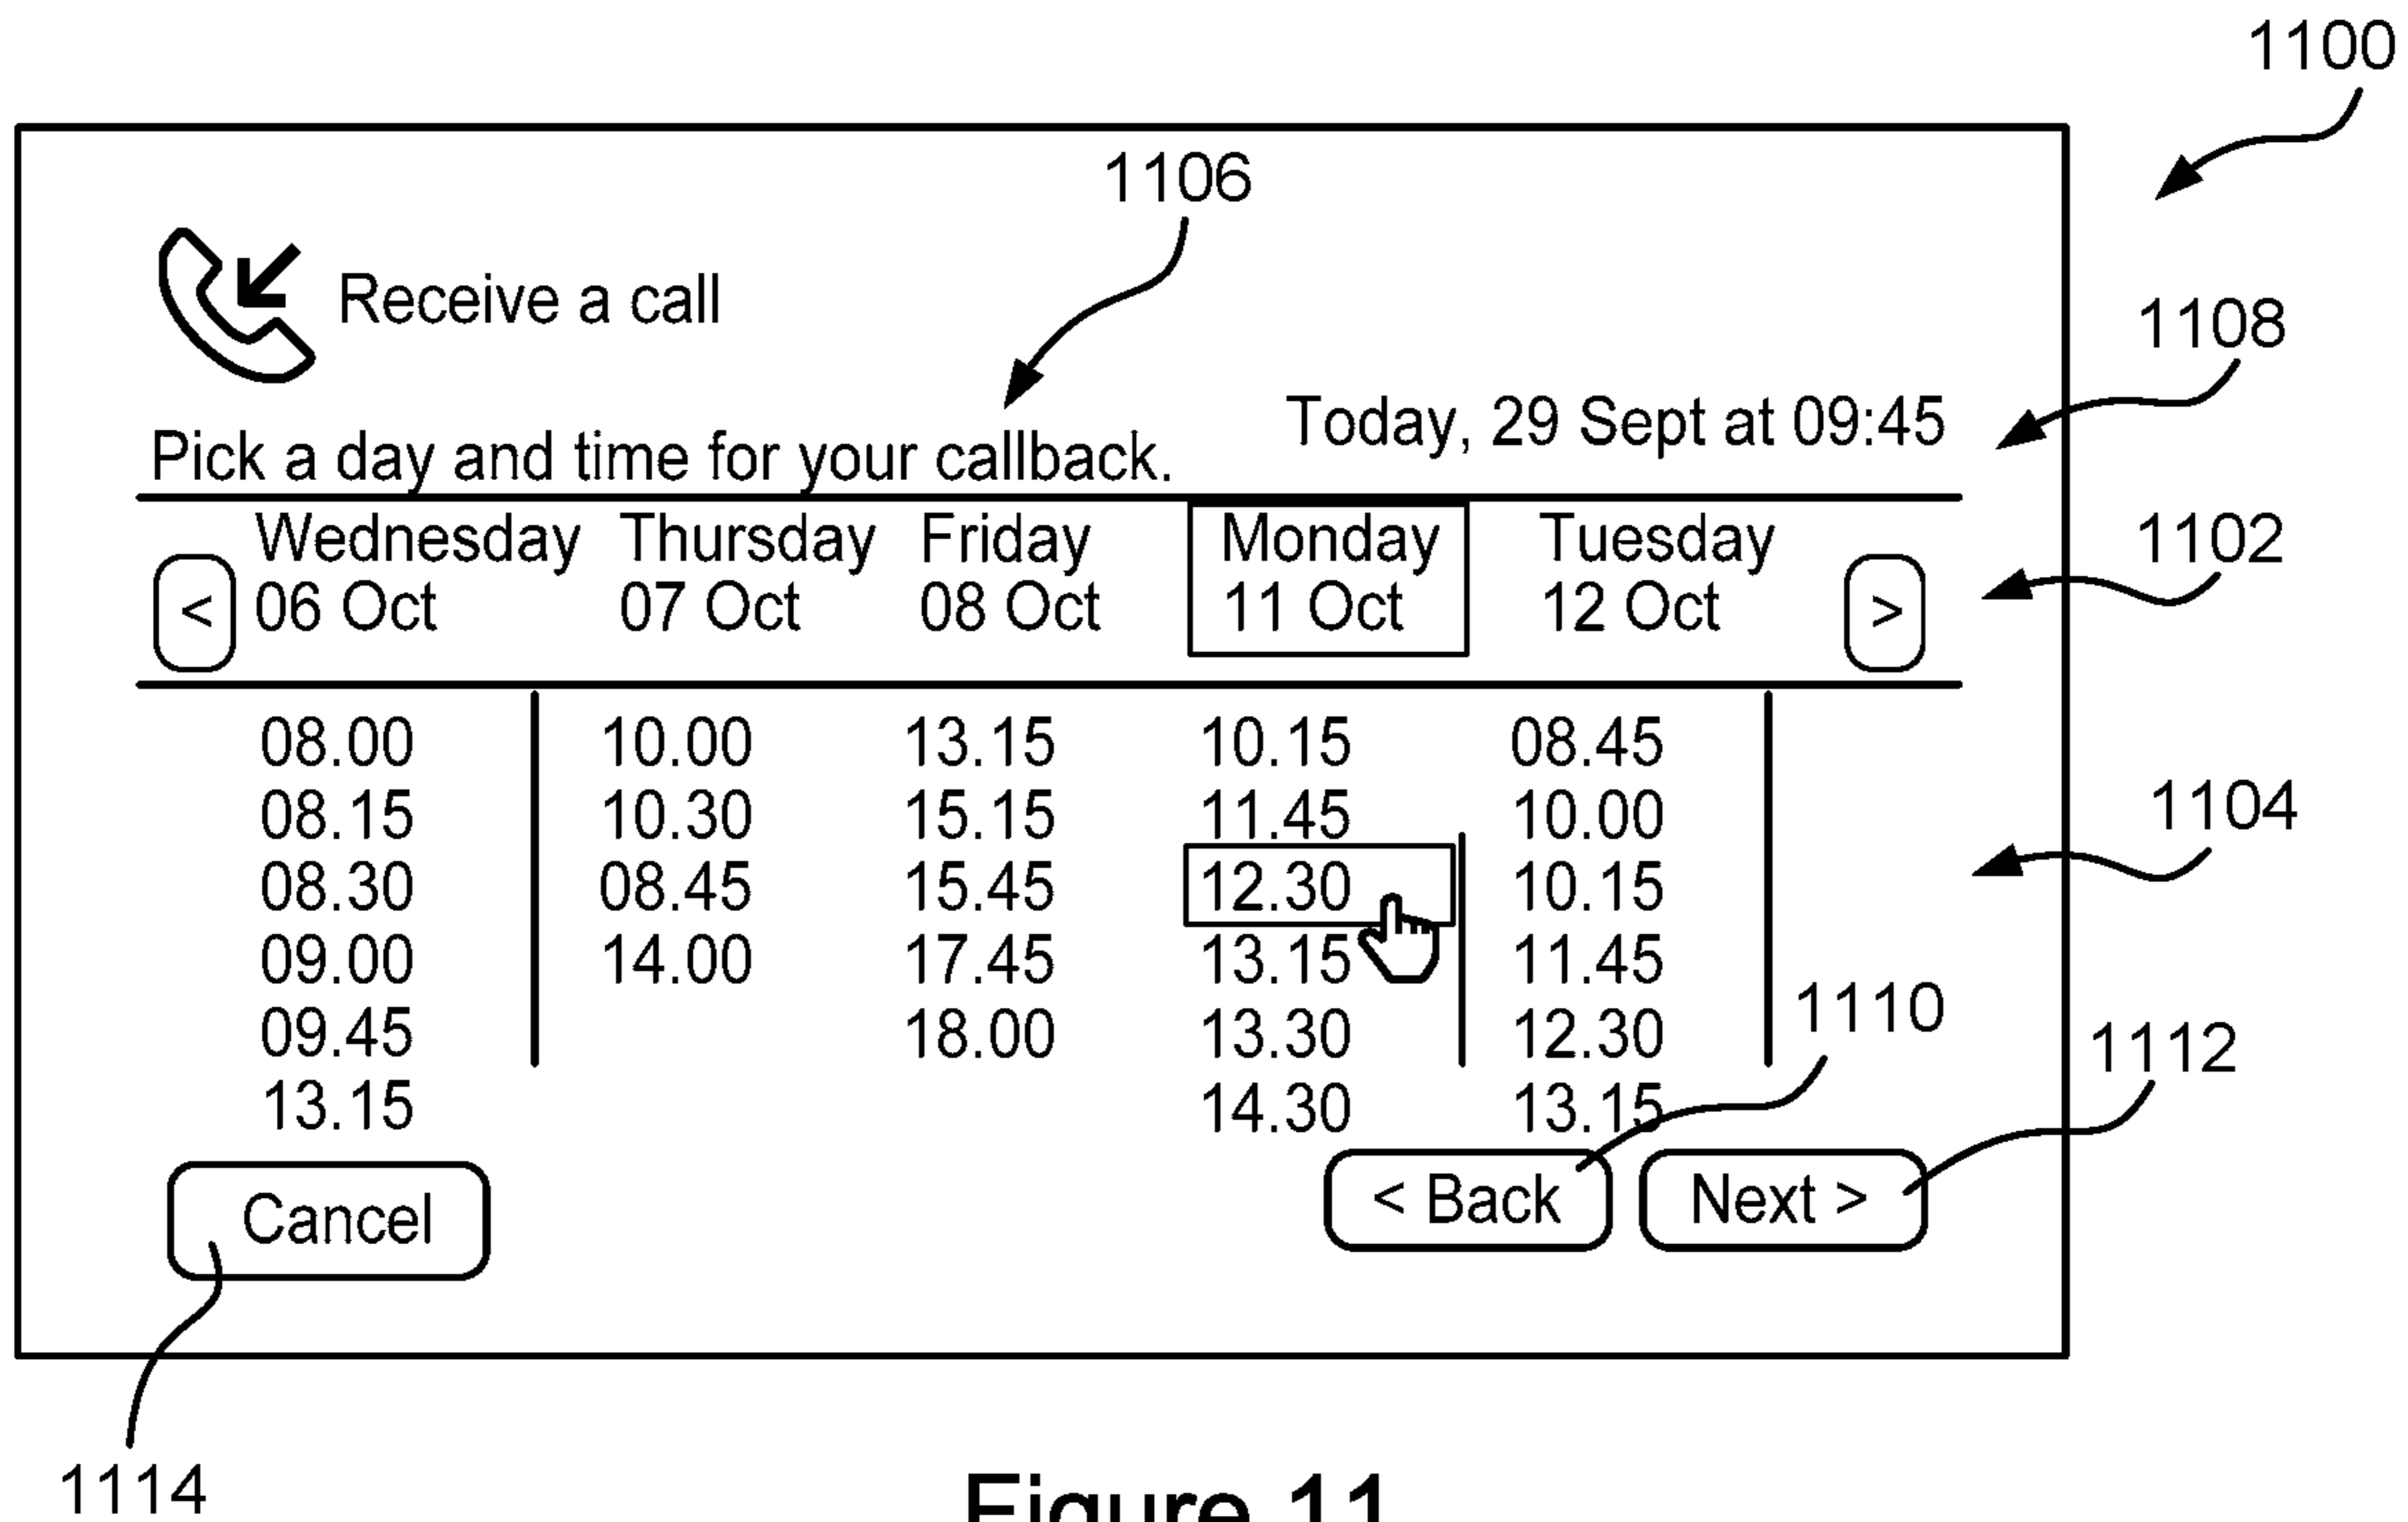 1100
1106
Receive a call
1108
Today, 29 Sept at 09:45
Pick a day and time for your callback.
Wednesday Thursday Friday Monday Tuesday
1102
< 06 Oct 07 Oct 08 Oct 11 Oct 12 Oct >
08.00 10.00 13.15 10.15 08.45
08.15 10.30 15.15 11.45 10.00
1104
08.30 08.45 15.45 12.30 10.15
09.00 14.00 17.45 13.15 11.45
1110
09.45 18.00 13.30 12.30
1112
13.15 14.30 13.15
< Back Next >
Cancel
1114
Figure 11